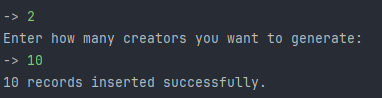 -> 2
Enter how many creators you want to generate:
-> 10
10 records inserted successfully.